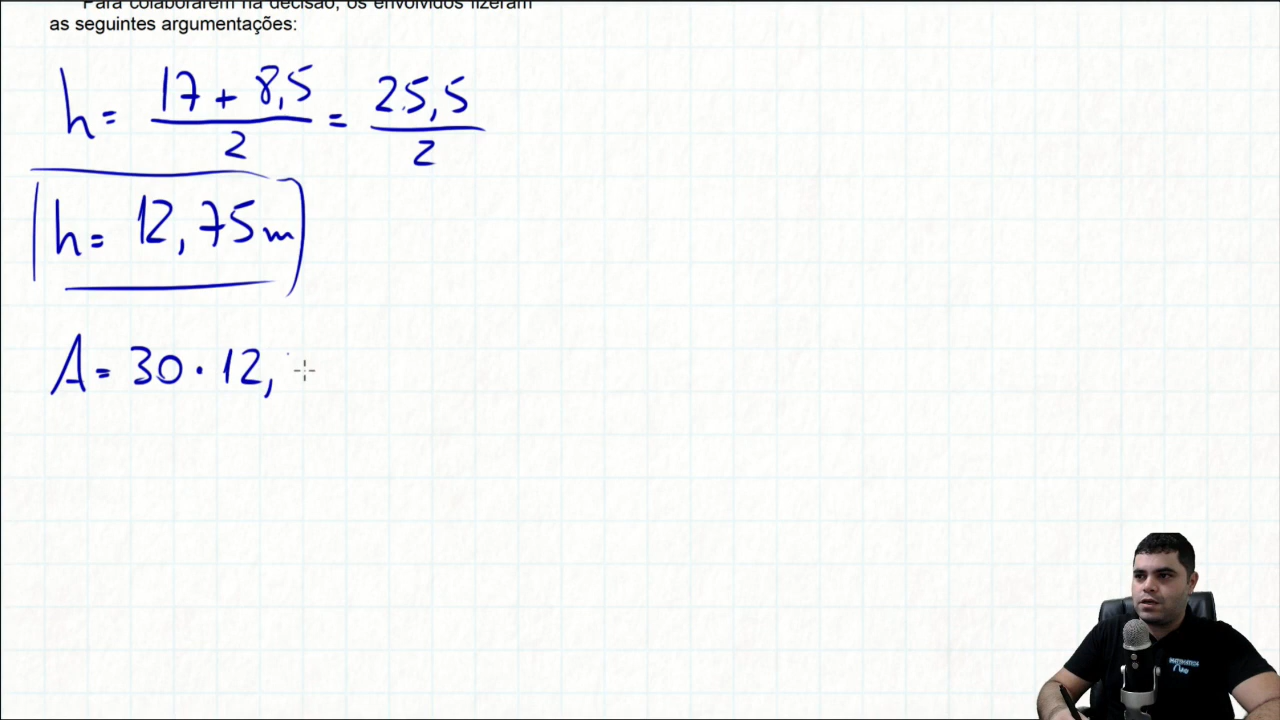 Para colaborarem na decisão, os envolvidos fizeram
as seguintes argumentações:
h = 17 + 8,5 / 2 = 25,5 / 2
h = 12,75 m
A = 30 · 12,